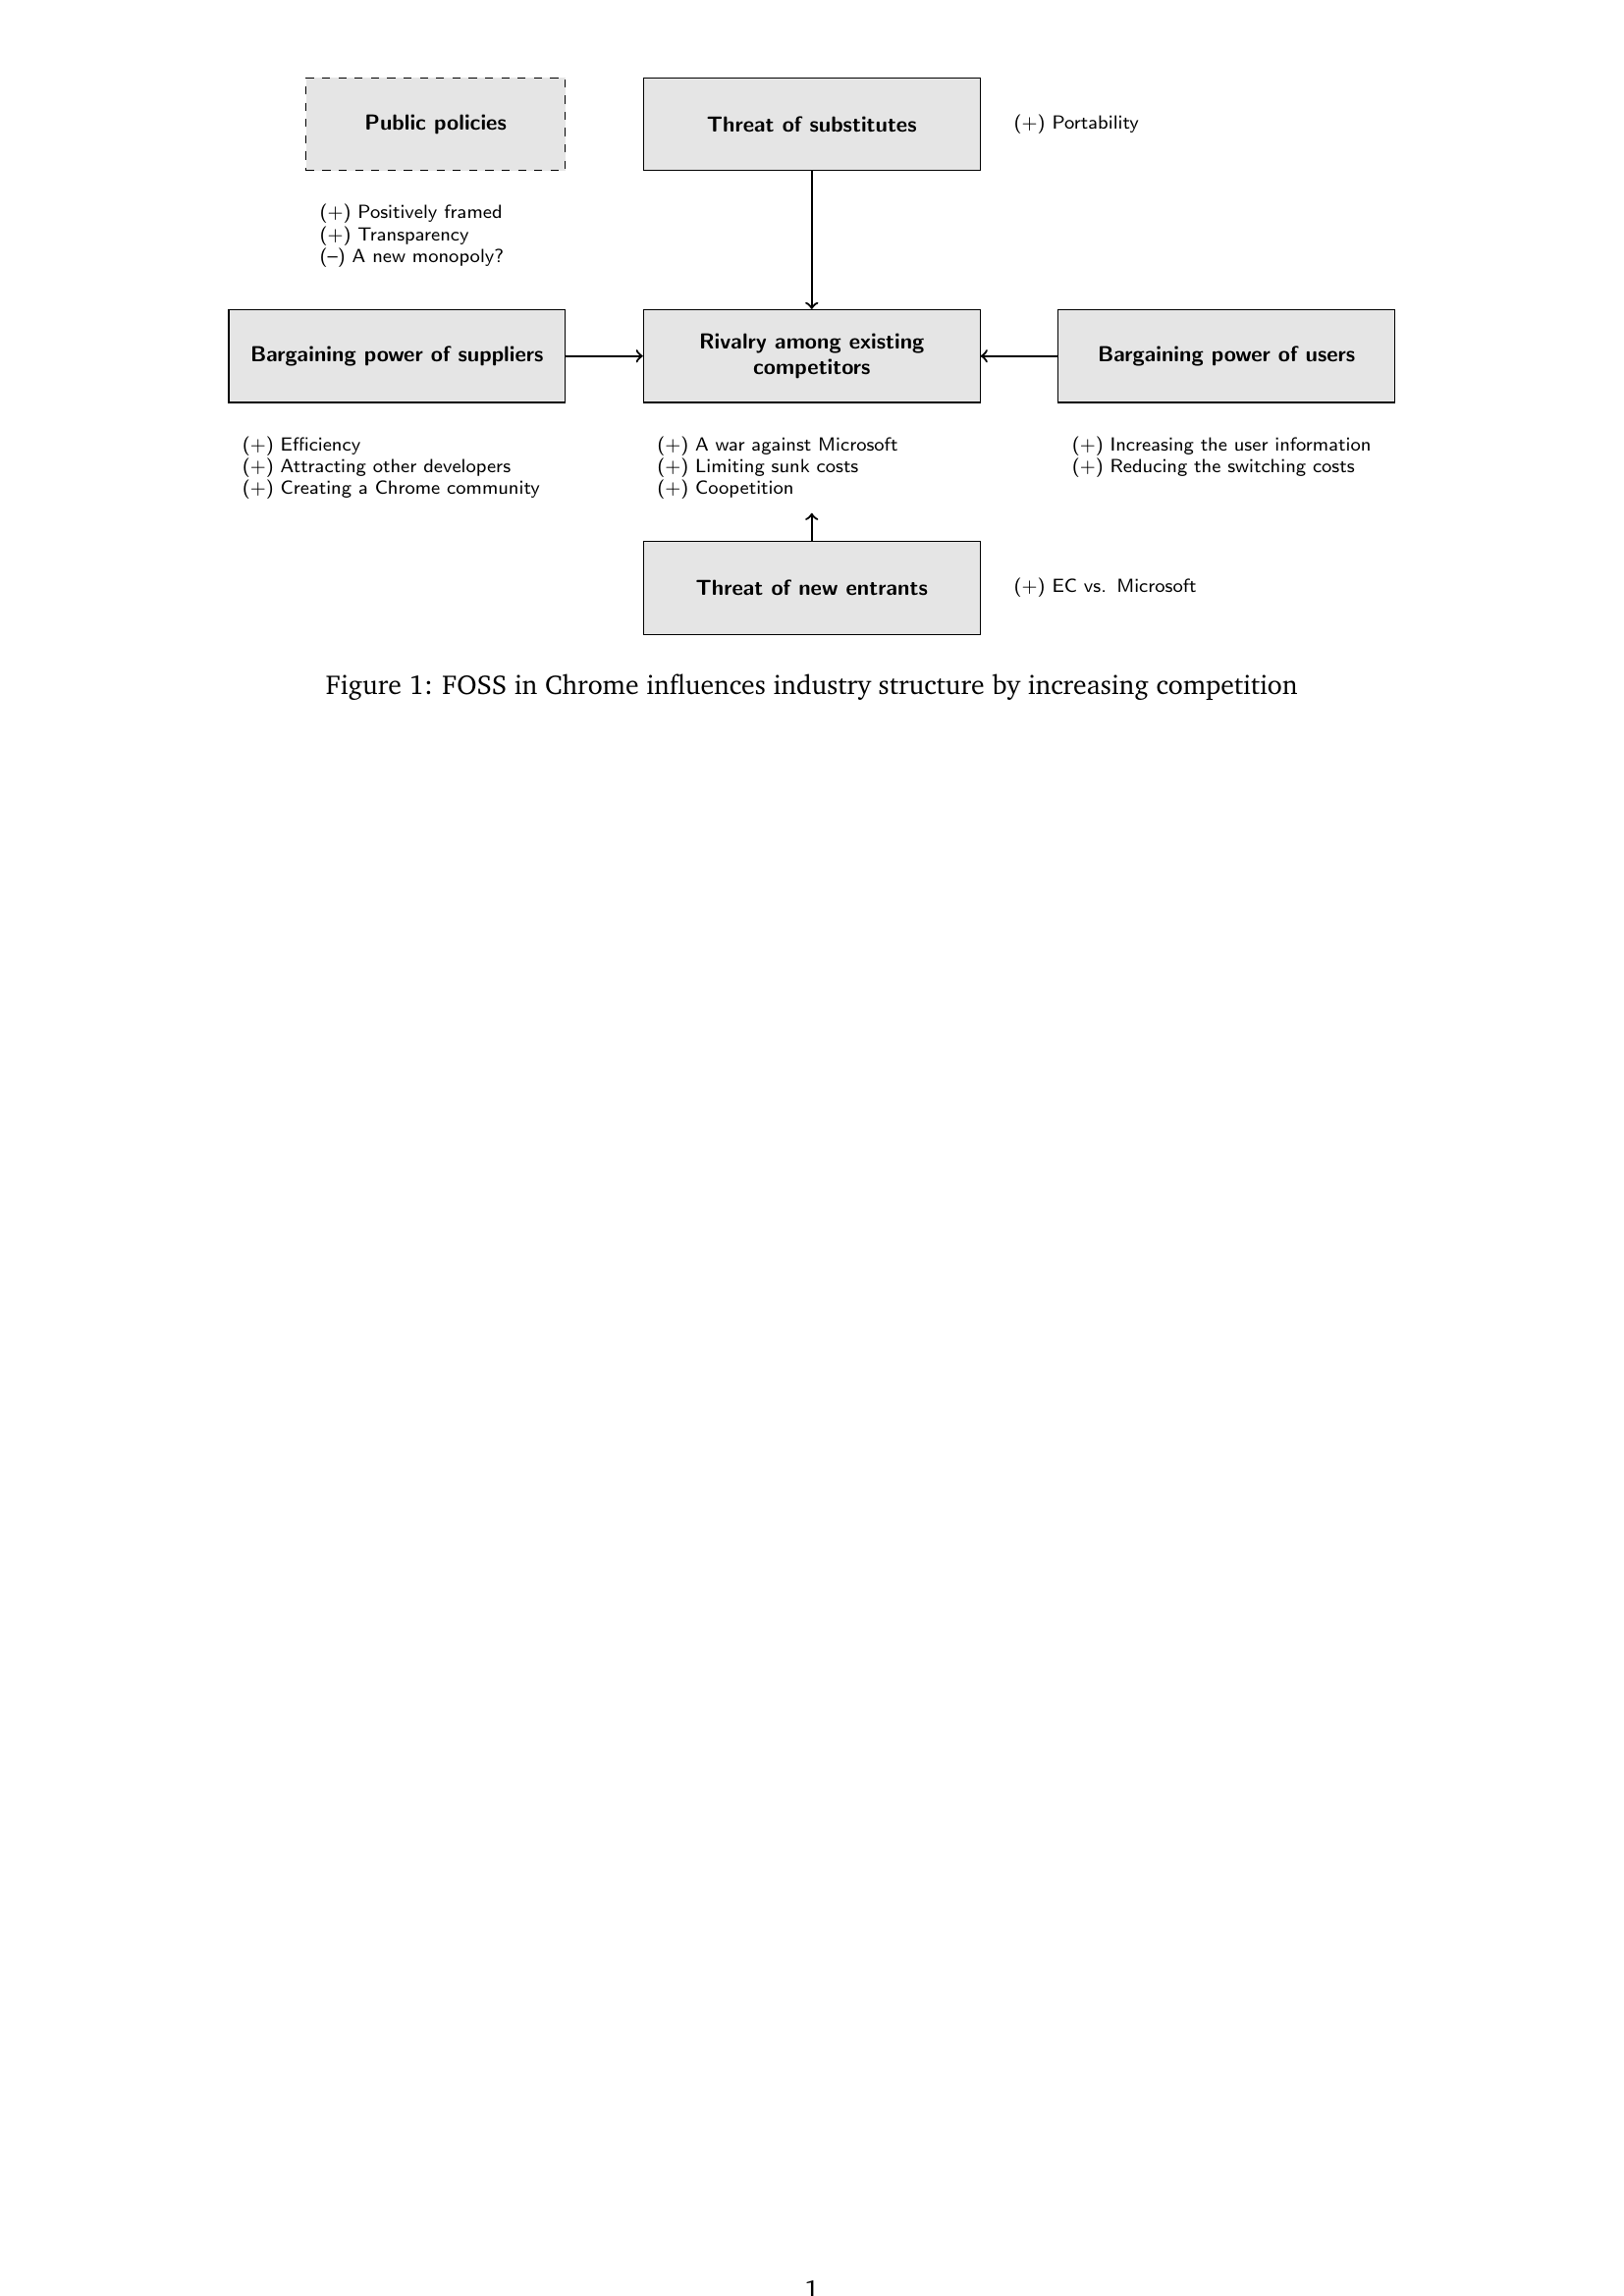 Public policies
Threat of substitutes
(+) Portability
(+) Positively framed
(+) Transparency
(–) A new monopoly?
Bargaining power of suppliers
Rivalry among existing
competitors
Bargaining power of users
(+) Efficiency
(+) Attracting other developers
(+) Creating a Chrome community
(+) A war against Microsoft
(+) Limiting sunk costs
(+) Coopetition
(+) Increasing the user information
(+) Reducing the switching costs
Threat of new entrants
(+) EC vs. Microsoft
Figure 1: FOSS in Chrome influences industry structure by increasing competition
1